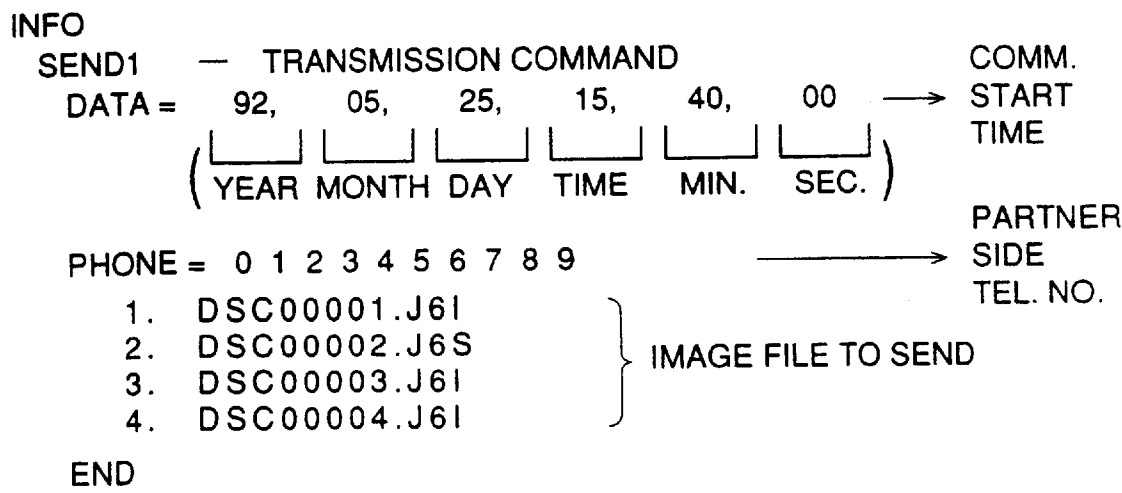 INFO
SEND1 — TRANSMISSION COMMAND
DATA = 92, 05, 25, 15, 40, 00 → COMM. START TIME
( YEAR MONTH DAY TIME MIN. SEC. )
PHONE = 0 1 2 3 4 5 6 7 8 9 → PARTNER SIDE TEL. NO.
1. DSC00001.J6I
2. DSC00002.J6S
3. DSC00003.J6I
4. DSC00004.J6I
IMAGE FILE TO SEND
END